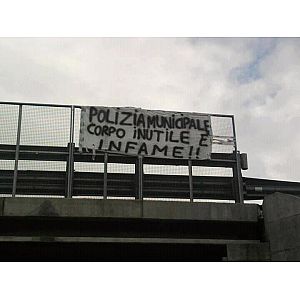 POLIZIA MUNICIPALE
CORPO INUTILE E
INFAME!!